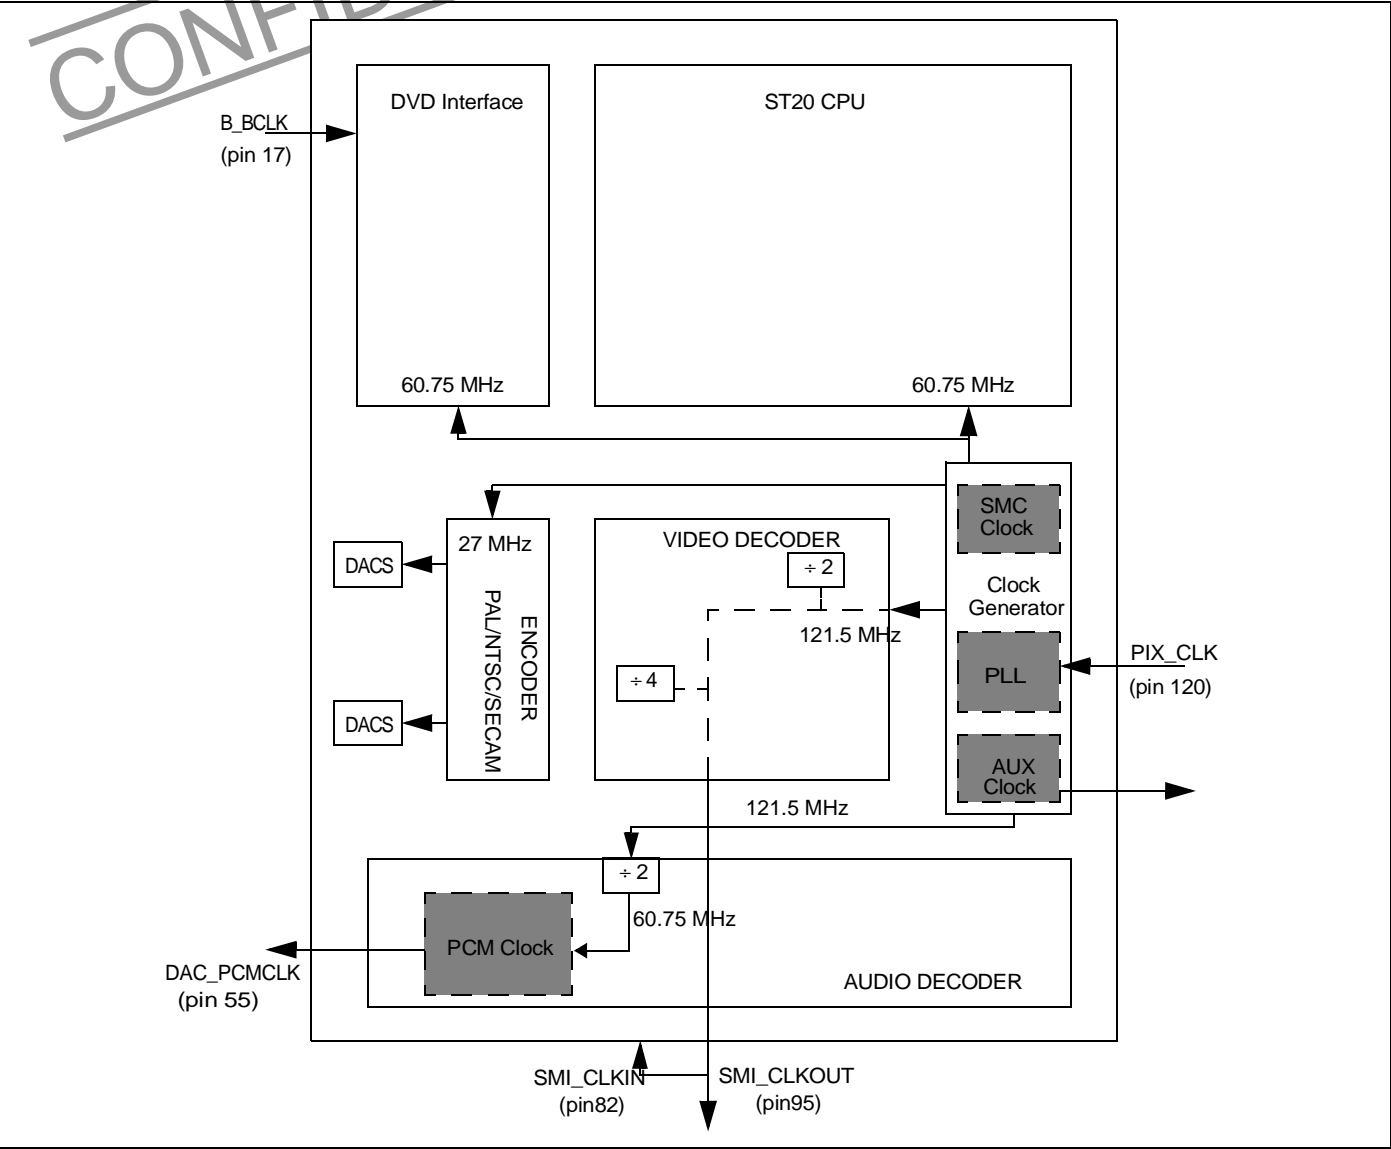 B_BCLK
(pin 17)
DVD Interface
60.75 MHz
ST20 CPU
60.75 MHz
SMC
Clock
Clock
Generator
PLL
AUX
Clock
PIX_CLK
(pin 120)
27 MHz
ENCODER
PAL/NTSC/SECAM
DACS
DACS
VIDEO DECODER
÷ 2
121.5 MHz
÷ 4
121.5 MHz
÷ 2
60.75 MHz
PCM Clock
AUDIO DECODER
DAC_PCMCLK
(pin 55)
SMI_CLKIN
(pin82)
SMI_CLKOUT
(pin95)